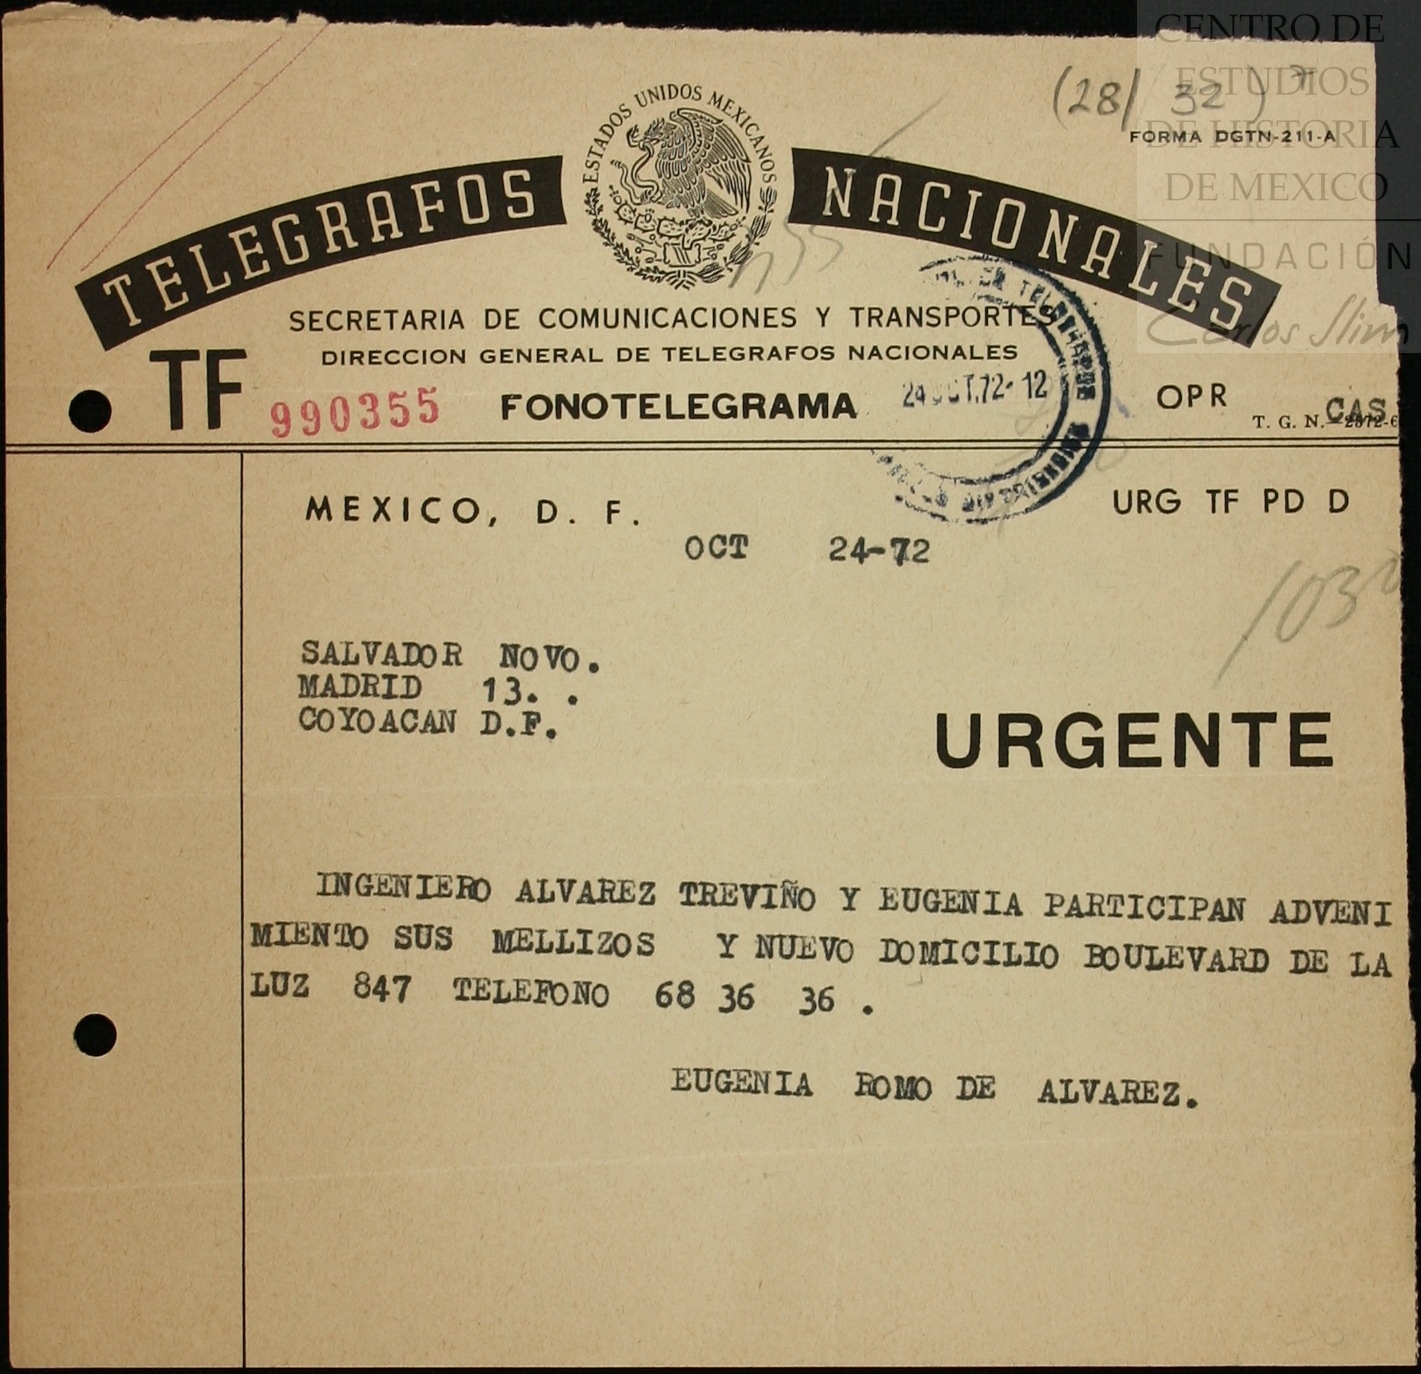 CENTRO DE
ESTUDIOS
DE HISTORIA
DE MEXICO
FUNDACIÓN
Carlos Slim
(28/ 32)
FORMA DGTN-211-A
ESTADOS UNIDOS MEXICANOS
TELEGRAFOS NACIONALES
SECRETARIA DE COMUNICACIONES Y TRANSPORTES
DIRECCION GENERAL DE TELEGRAFOS NACIONALES
TF 990355 FONOTELEGRAMA 24 OCT.72-12 OPR CAS
T. G. N.
MEXICO, D. F. URG TF PD D
OCT 24-72
1030
SALVADOR NOVO.
MADRID 13. .
COYOACAN D.F.
URGENTE
INGENIERO ALVAREZ TREVIÑO Y EUGENIA PARTICIPAN ADVENI
MIENTO SUS MELLIZOS Y NUEVO DOMICILIO BOULEVARD DE LA
LUZ 847 TELEFONO 68 36 36 .
EUGENIA ROMO DE ALVAREZ.